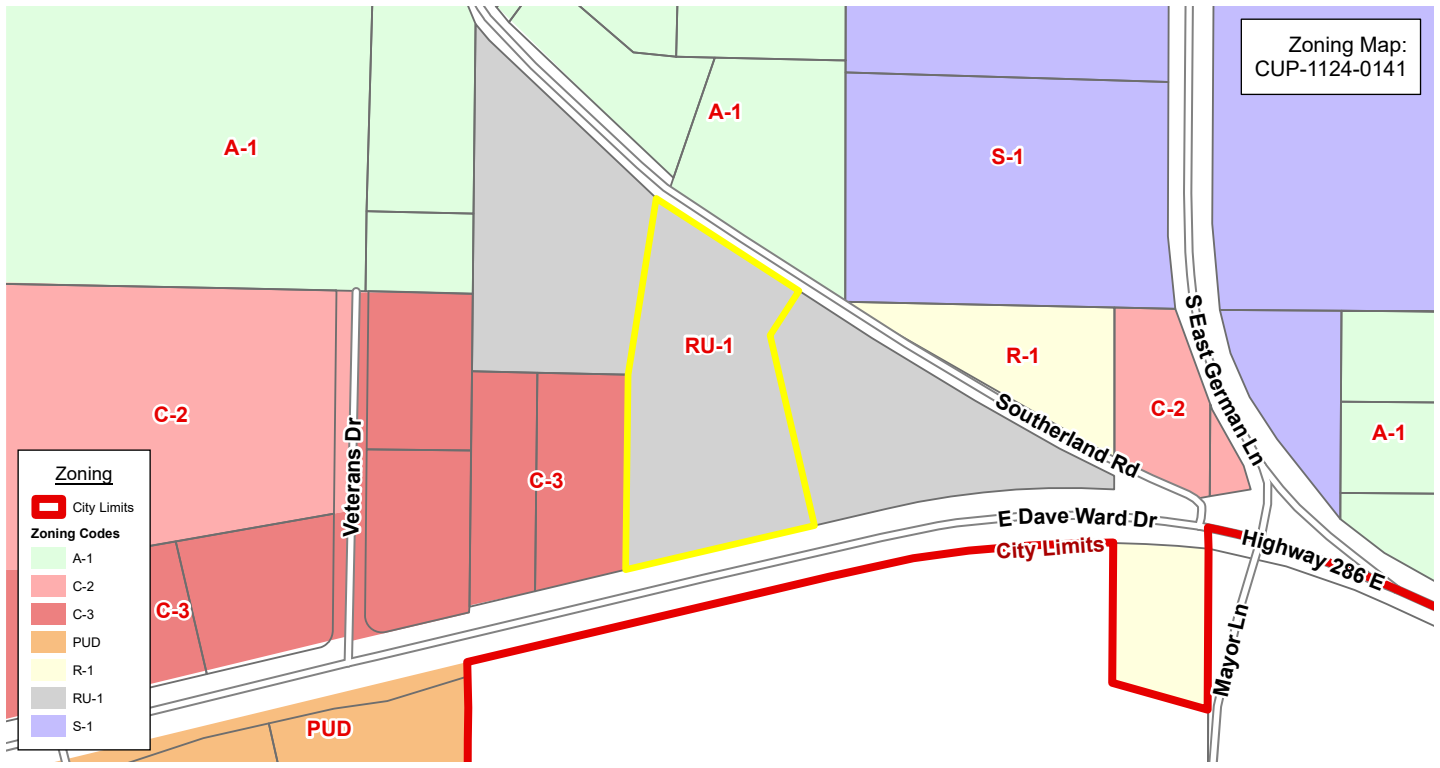 Zoning Map:
CUP-1124-0141
A-1
A-1
S-1
RU-1
R-1
C-2
S East German Ln
A-1
C-2
Veterans Dr
C-3
Southerland Rd
E Dave Ward Dr
City Limits
Highway 286 E
Mayor Ln
C-3
PUD
Zoning
City Limits
Zoning Codes
A-1
C-2
C-3
PUD
R-1
RU-1
S-1